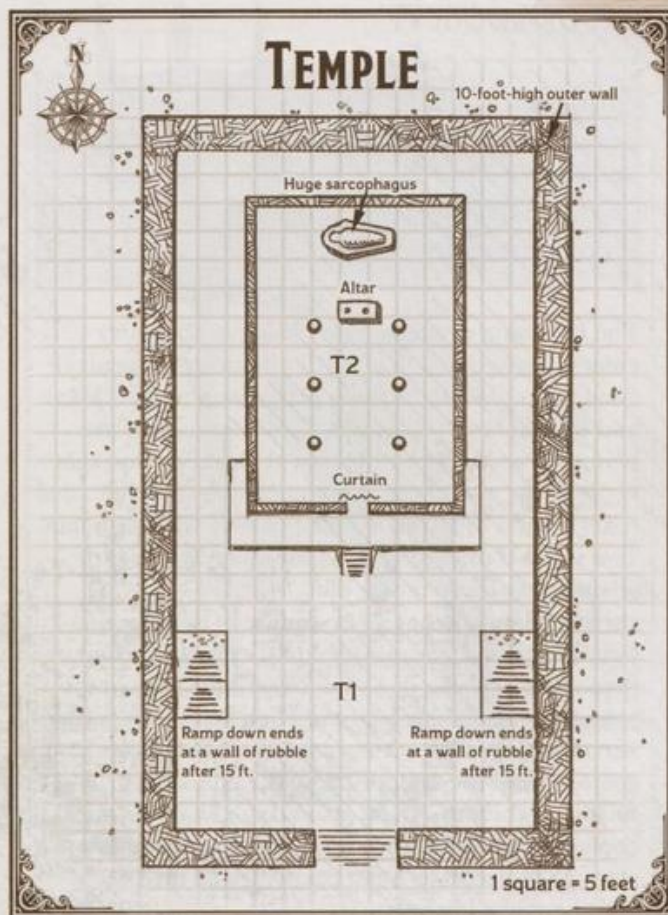 N
TEMPLE
10-foot-high outer wall
Huge sarcophagus
Altar
T2
Curtain
T1
Ramp down ends
at a wall of rubble
after 15 ft.
Ramp down ends
at a wall of rubble
after 15 ft.
1 square = 5 feet